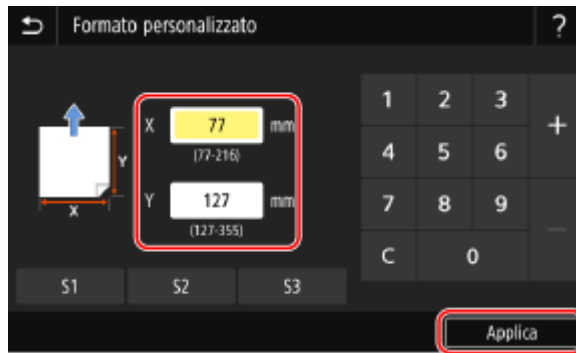 Formato personalizzato ?
X 77 mm
(77-216)
Y 127 mm
(127-355)
Y
X
S1 S2 S3
1 2 3 +
4 5 6
7 8 9 -
C 0
Applica